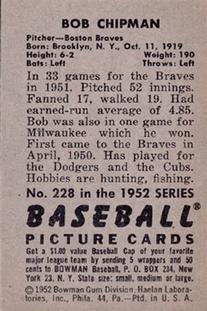 BOB CHIPMAN
Pitcher—Boston Braves
Born: Brooklyn, N. Y., Oct. 11, 1919
Height: 6-2 Weight: 190
Bats: Left Throws: Left
In 33 games for the Braves
in 1951. Pitched 52 innings.
Fanned 17, walked 19. Had
earned-run average of 4.85.
Bob was also in one game for
Milwaukee which he won.
First came to the Braves in
April, 1950. Has played for
the Dodgers and the Cubs.
Hobbies are hunting, fishing.
No. 228 in the 1952 SERIES
BASEBALL
PICTURE CARDS
Get a $1.00 value Baseball Cap of your favorite
major league team by sending 5 wrappers and 50
cents to BOWMAN Baseball, P. O. BOX 234, New
York 23, N. Y. State size: small, medium or large.
©1952 Bowman Gum Division, Haelan Labora-
tories, Inc., Phila. 44, Pa.—Ptd. in U. S. A.